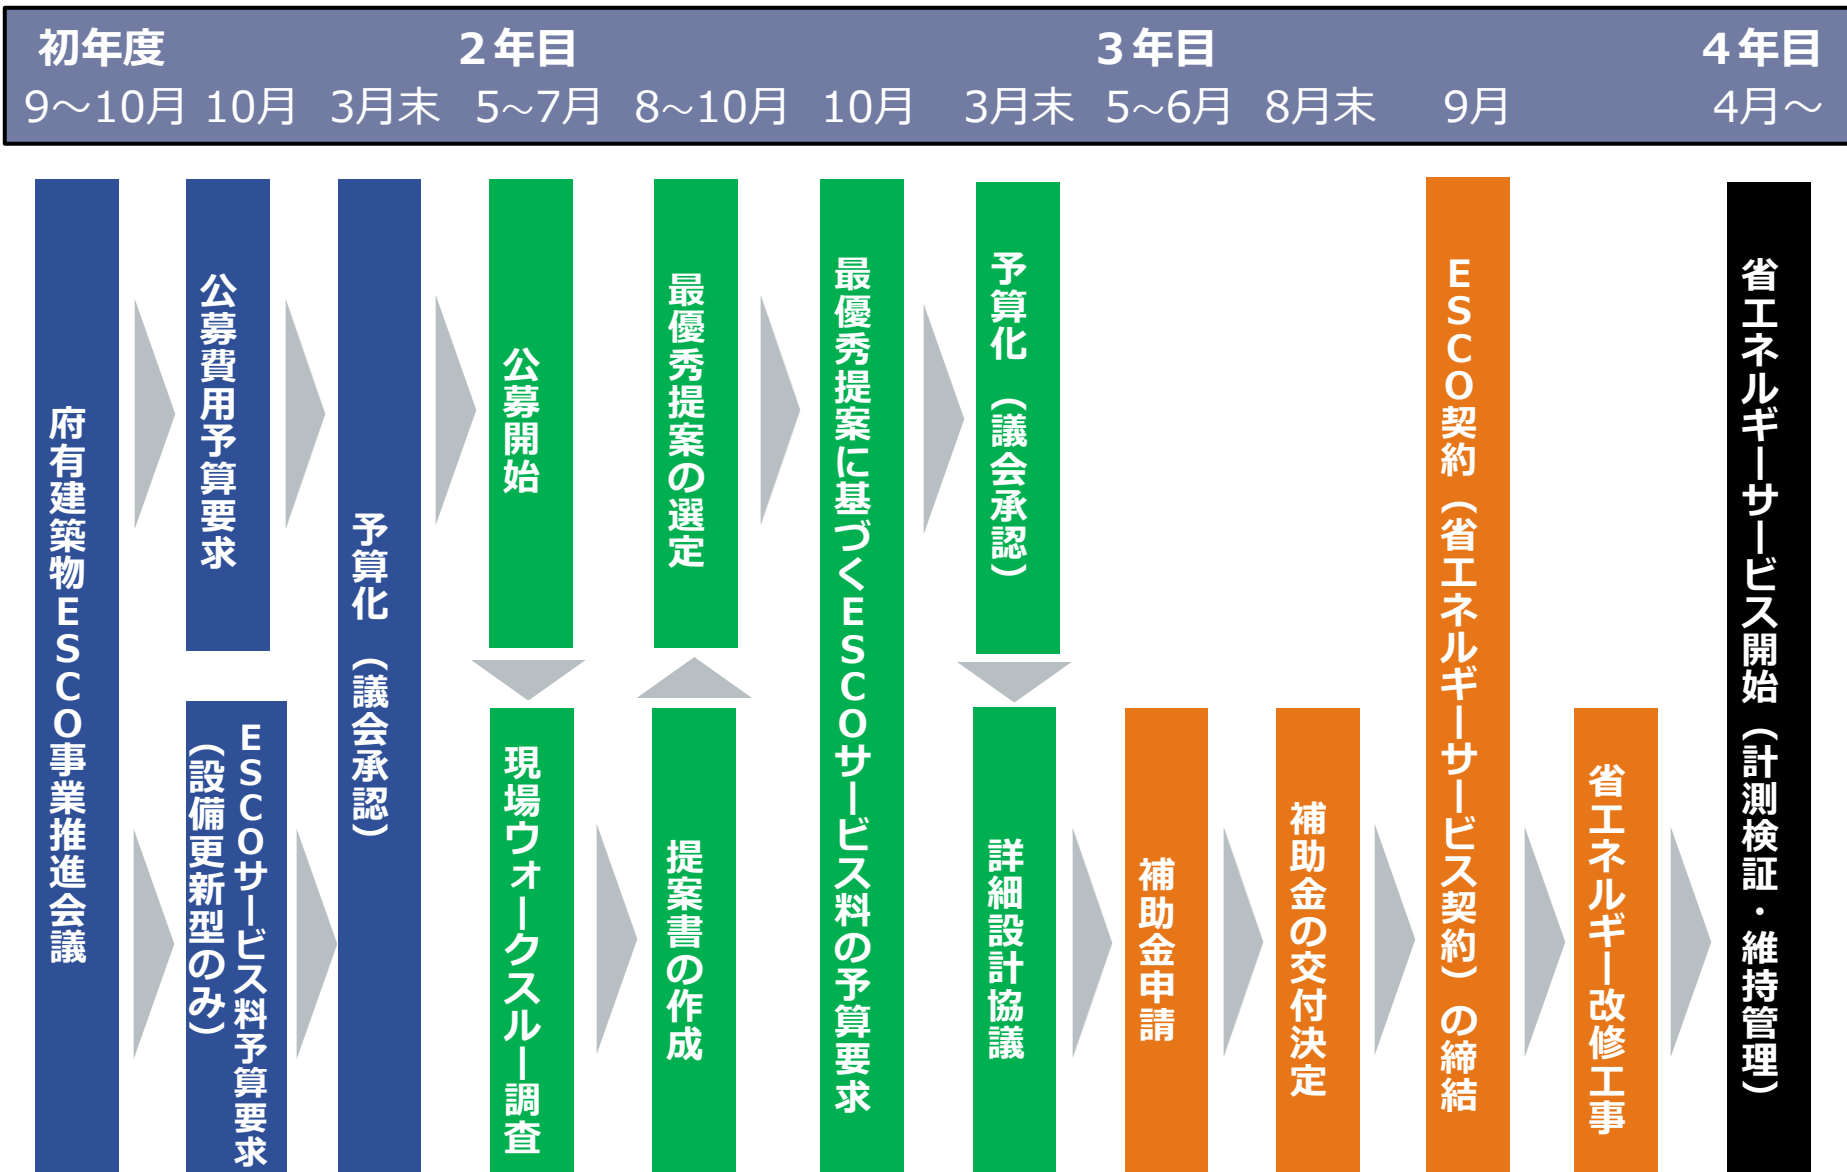 初年度
２年目
３年目
４年目
9～10月
10月
3月末
5～7月
8～10月
10月
3月末
5～6月
8月末
9月
4月～
府有建築物ＥＳＣＯ事業推進会議
公募費用予算要求
ＥＳＣＯサービス料予算要求
（設備更新型のみ）
予算化（議会承認）
公募開始
現場ウォークスルー調査
最優秀提案の選定
提案書の作成
最優秀提案に基づくＥＳＣＯサービス料の予算要求
予算化（議会承認）
詳細設計協議
補助金申請
補助金の交付決定
ＥＳＣＯ契約（省エネルギーサービス契約）の締結
省エネルギー改修工事
省エネルギーサービス開始（計測検証・維持管理）